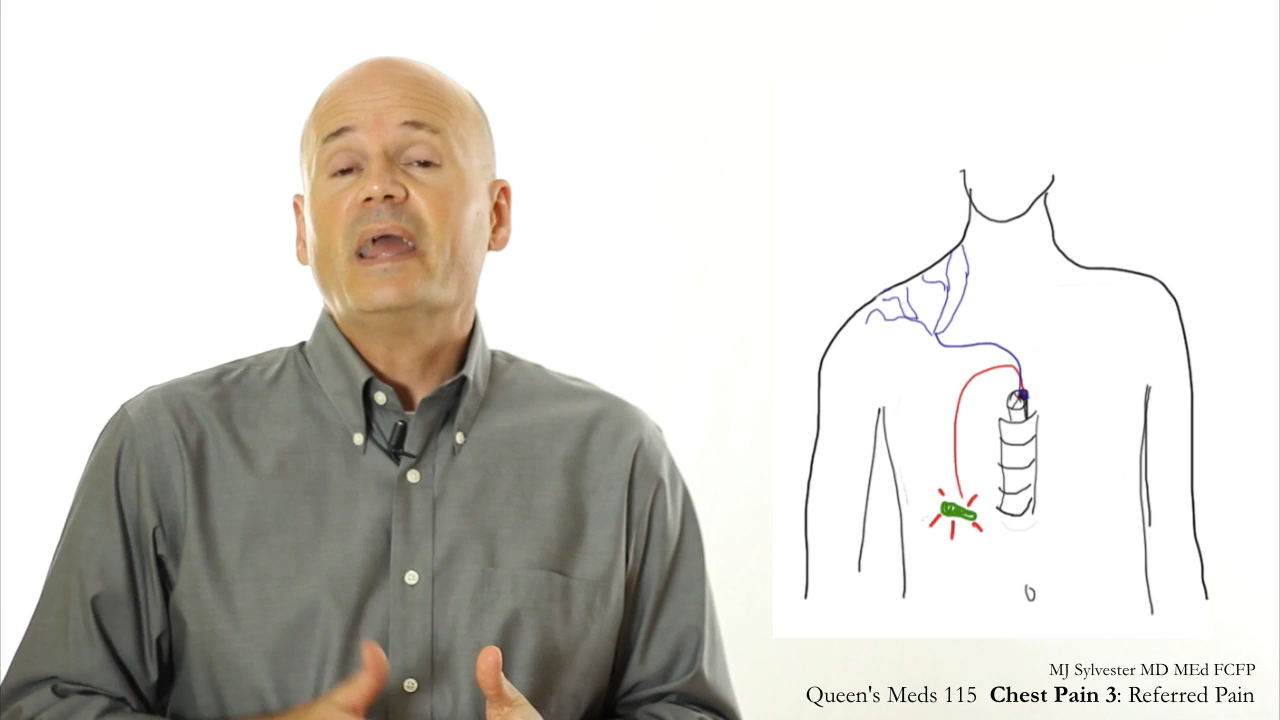 MJ Sylvester MD MEd FCFP
Queen's Meds 115 Chest Pain 3: Referred Pain